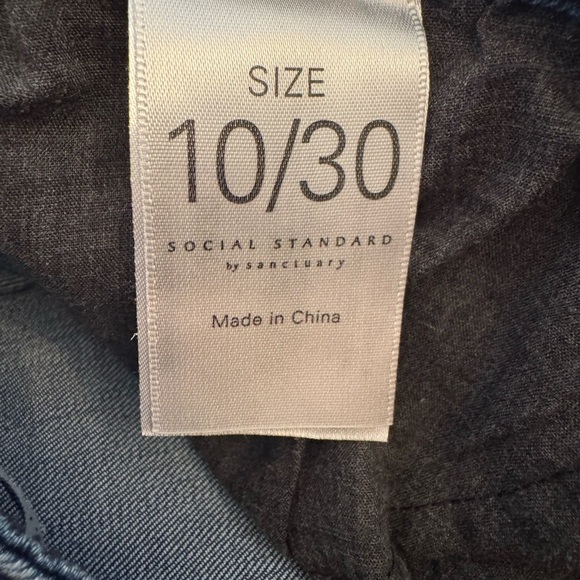 SIZE
10/30
SOCIAL STANDARD
by sanctuary
Made in China